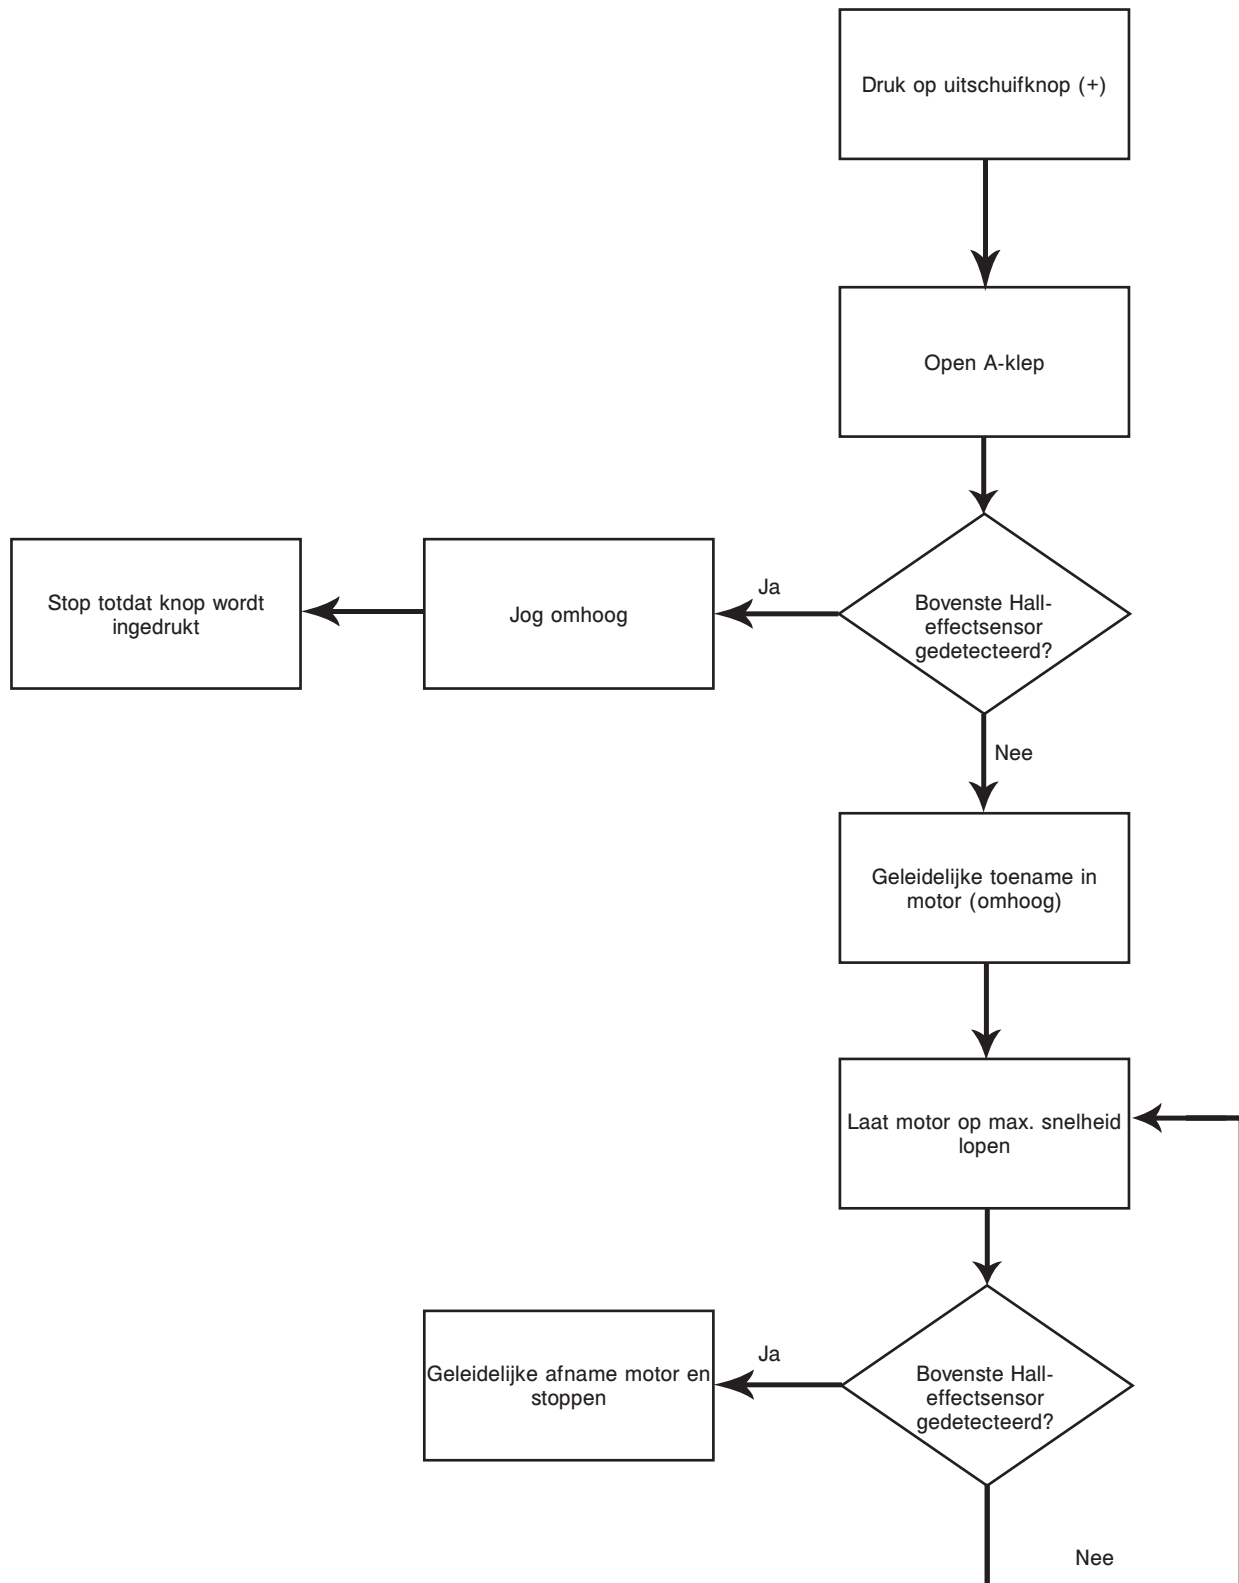 Druk op uitschuifknop (+)
Open A-klep
Stop totdat knop wordt
ingedrukt
Jog omhoog
Ja
Bovenste Hall-
effectsensor
gedetecteerd?
Nee
Geleidelijke toename in
motor (omhoog)
Laat motor op max. snelheid
lopen
Geleidelijke afname motor en
stoppen
Ja
Bovenste Hall-
effectsensor
gedetecteerd?
Nee